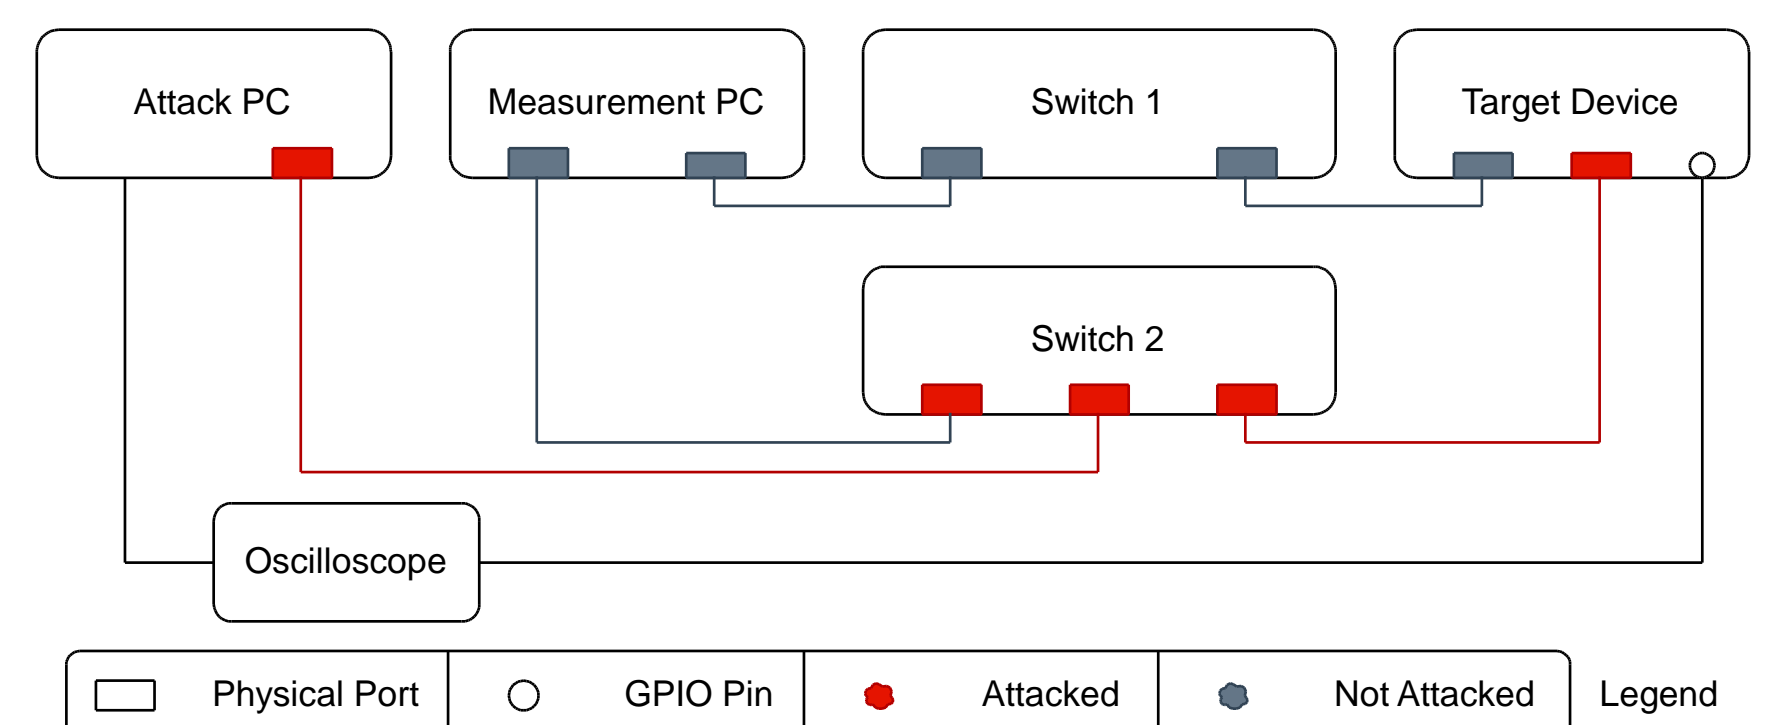 Attack PC
Measurement PC
Switch 1
Target Device
Switch 2
Oscilloscope
Physical Port
GPIO Pin
Attacked
Not Attacked
Legend